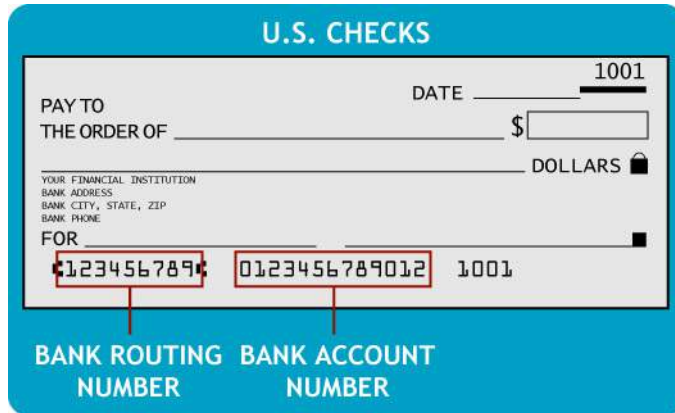 U.S. CHECKS
1001
DATE
PAY TO
THE ORDER OF $
DOLLARS
YOUR FINANCIAL INSTITUTION
BANK ADDRESS
BANK CITY, STATE, ZIP
BANK PHONE
FOR
⑆123456789⑆ 0123456789012 1001
BANK ROUTING BANK ACCOUNT
NUMBER NUMBER